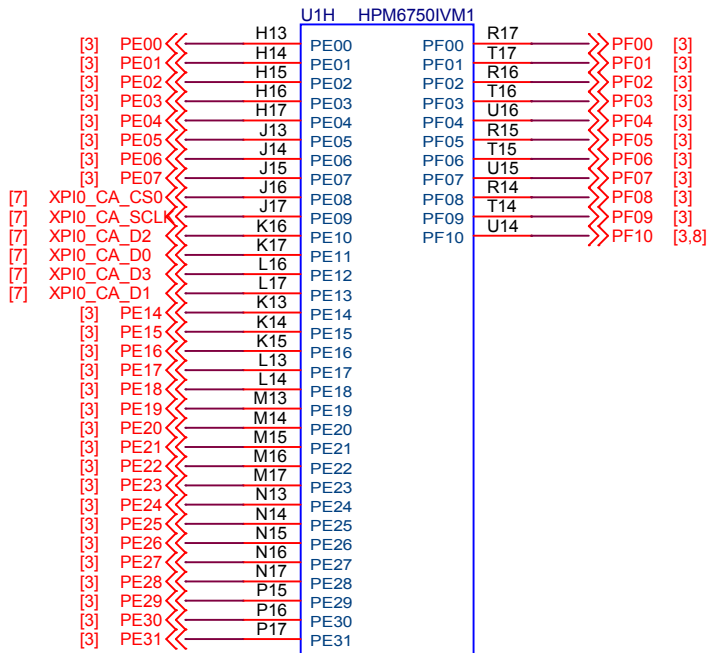 U1H HPM6750IVM1
[3] PE00 H13 PE00 PF00 R17 PF00 [3]
[3] PE01 H14 PE01 PF01 T17 PF01 [3]
[3] PE02 H15 PE02 PF02 R16 PF02 [3]
[3] PE03 H16 PE03 PF03 T16 PF03 [3]
[3] PE04 H17 PE04 PF04 U16 PF04 [3]
[3] PE05 J13 PE05 PF05 R15 PF05 [3]
[3] PE06 J14 PE06 PF06 T15 PF06 [3]
[3] PE07 J15 PE07 PF07 U15 PF07 [3]
[7] XPI0_CA_CS0 J16 PE08 PF08 R14 PF08 [3]
[7] XPI0_CA_SCLK J17 PE09 PF09 T14 PF09 [3]
[7] XPI0_CA_D2 K16 PE10 PF10 U14 PF10 [3,8]
[7] XPI0_CA_D0 K17 PE11
[7] XPI0_CA_D3 L16 PE12
[7] XPI0_CA_D1 L17 PE13
[3] PE14 K13 PE14
[3] PE15 K14 PE15
[3] PE16 K15 PE16
[3] PE17 L13 PE17
[3] PE18 L14 PE18
[3] PE19 M13 PE19
[3] PE20 M14 PE20
[3] PE21 M15 PE21
[3] PE22 M16 PE22
[3] PE23 M17 PE23
[3] PE24 N13 PE24
[3] PE25 N14 PE25
[3] PE26 N15 PE26
[3] PE27 N16 PE27
[3] PE28 N17 PE28
[3] PE29 P15 PE29
[3] PE30 P16 PE30
[3] PE31 P17 PE31